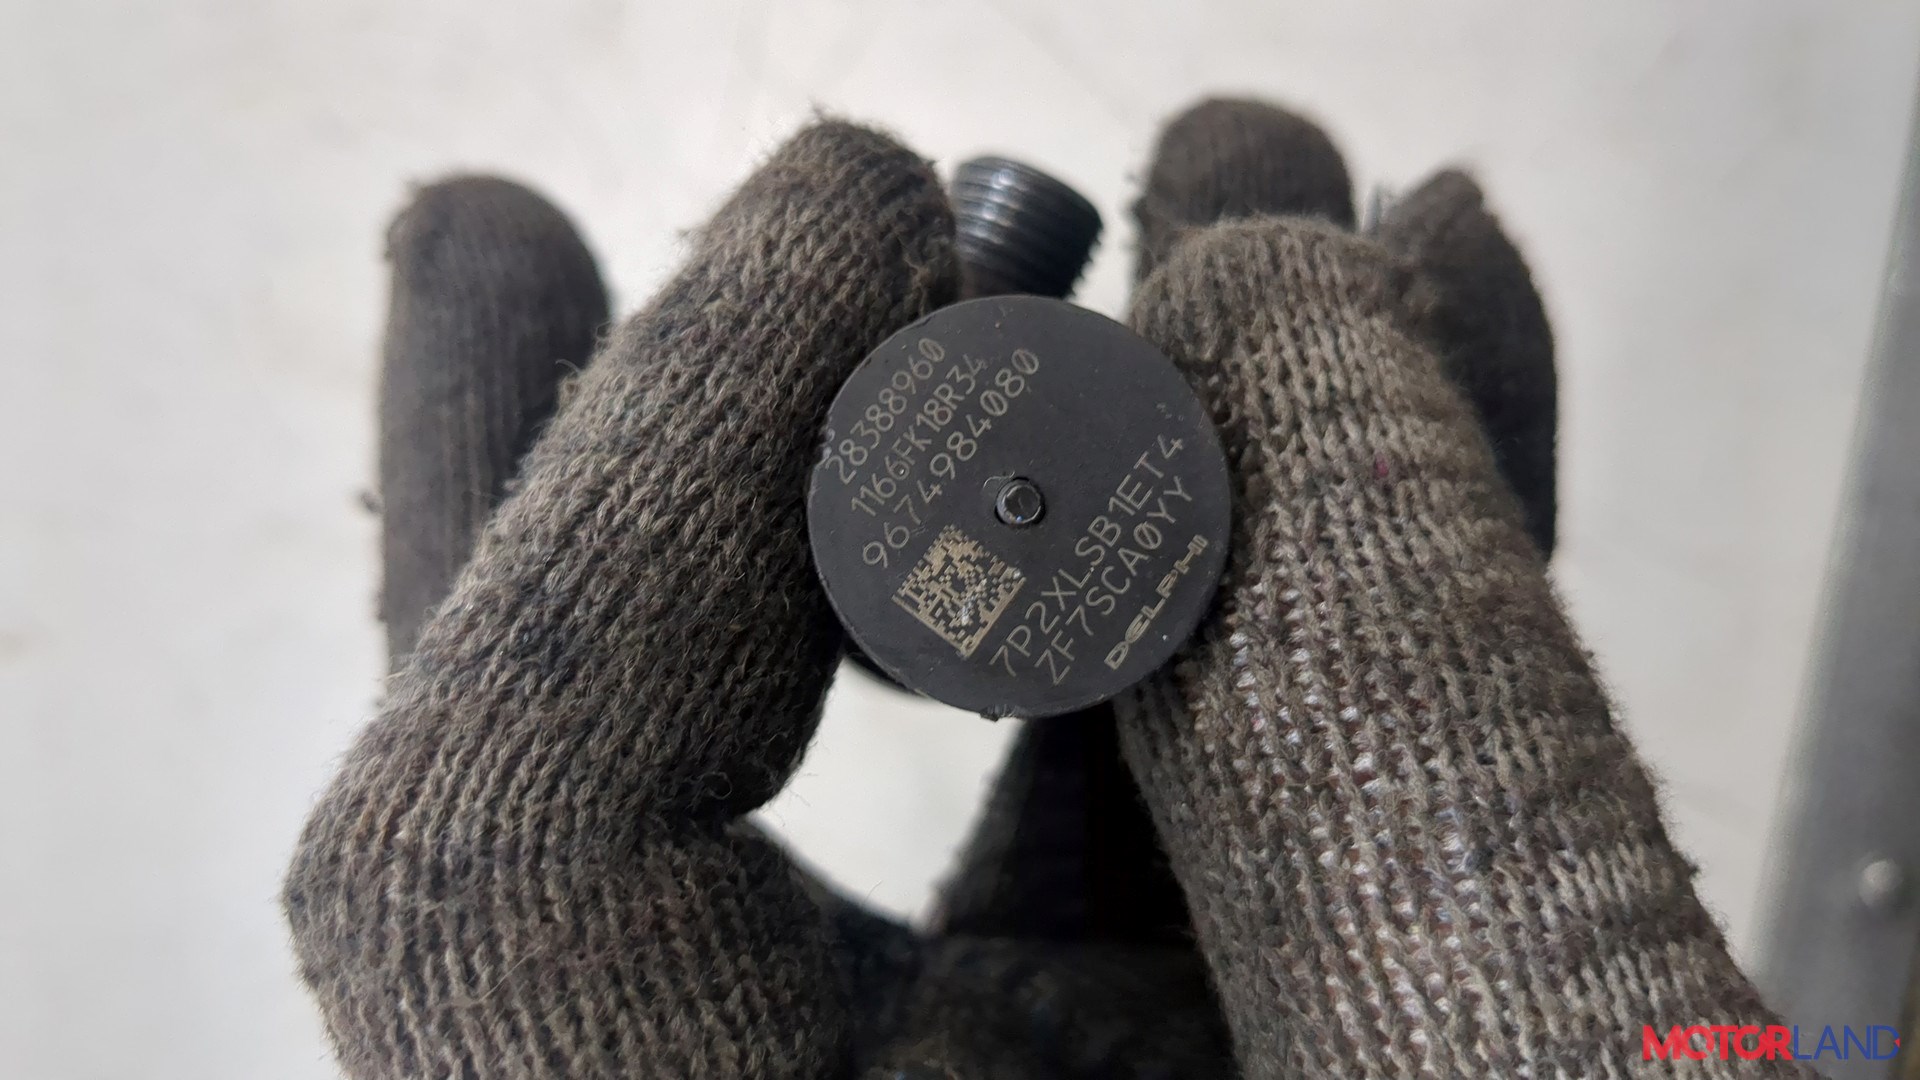 28388960
1166FK18R34
9674984080
7P2XLSB1ET4
ZF7SCA0YY
DELPHI
MOTORLAND